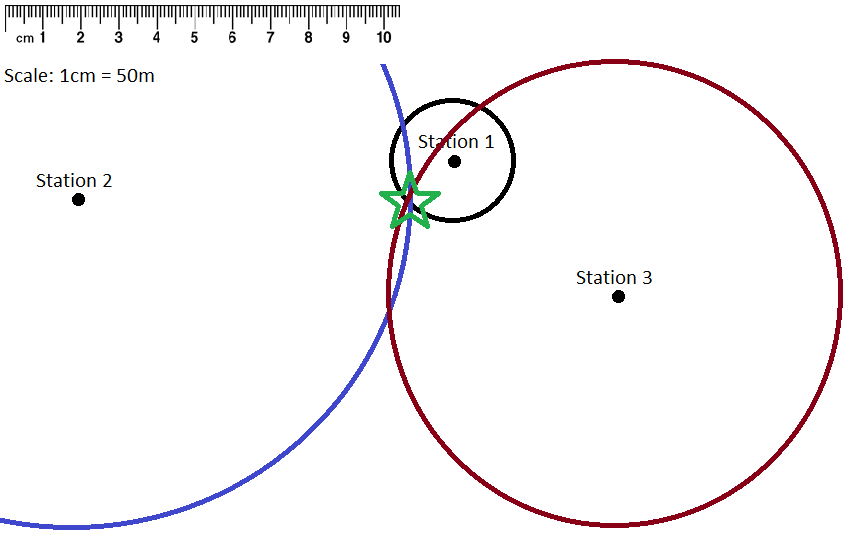 cm 1 2 3 4 5 6 7 8 9 10
Scale: 1cm = 50m
Station 1
Station 2
Station 3